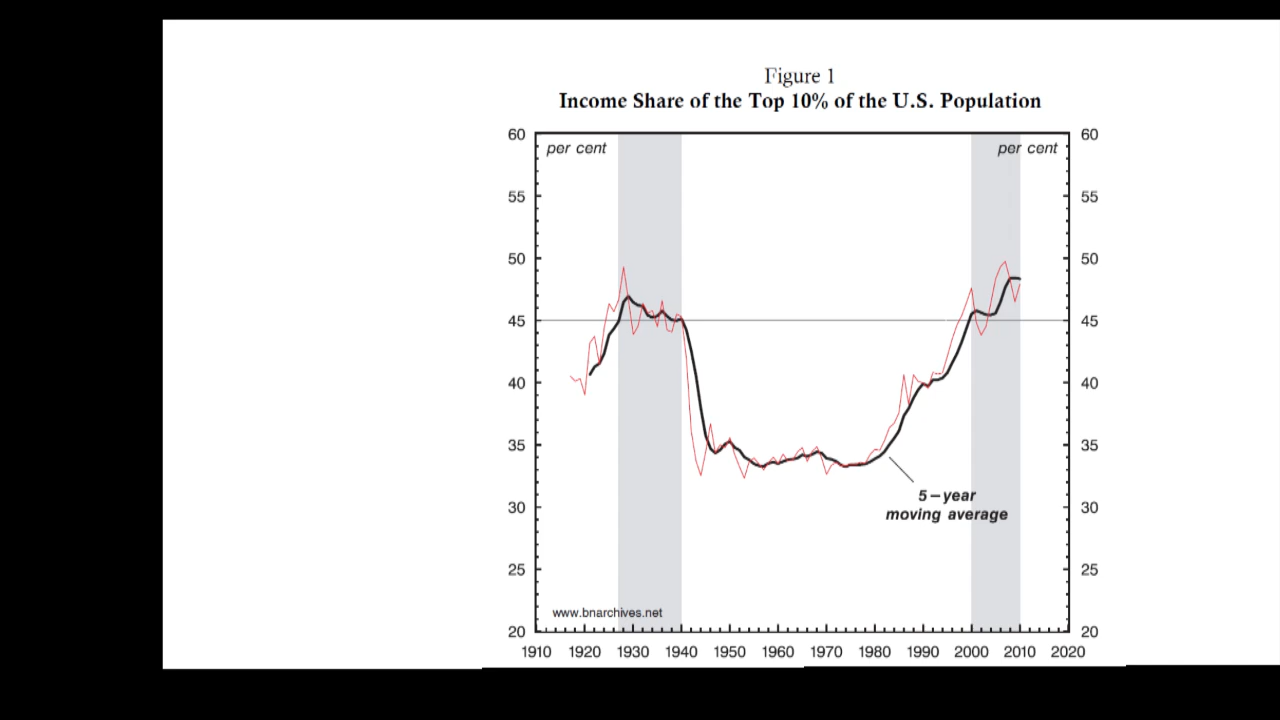 Figure 1
Income Share of the Top 10% of the U.S. Population
60 60
per cent per cent
55 55
50 50
45 45
40 40
35 35
5–year
moving average
30 30
25 25
www.bnarchives.net
20 20
1910 1920 1930 1940 1950 1960 1970 1980 1990 2000 2010 2020